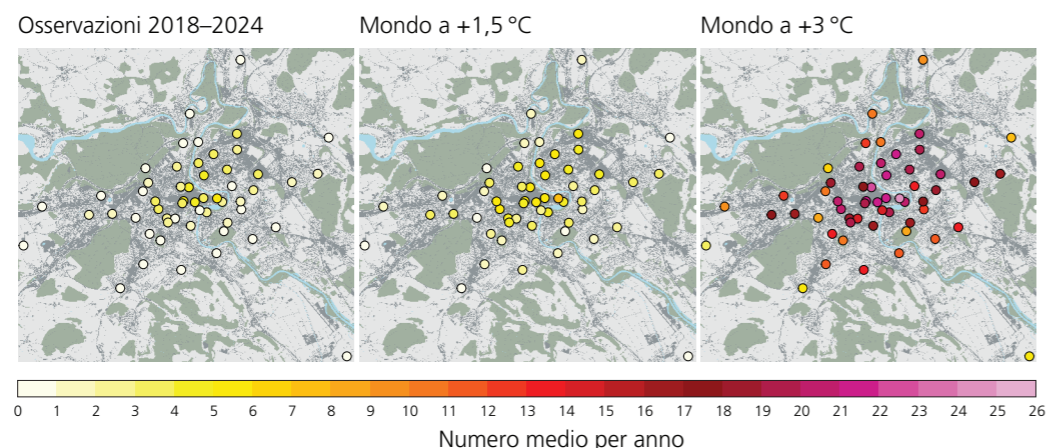 Osservazioni 2018–2024
Mondo a +1,5 °C
Mondo a +3 °C
0 1 2 3 4 5 6 7 8 9 10 11 12 13 14 15 16 17 18 19 20 21 22 23 24 25 26
Numero medio per anno